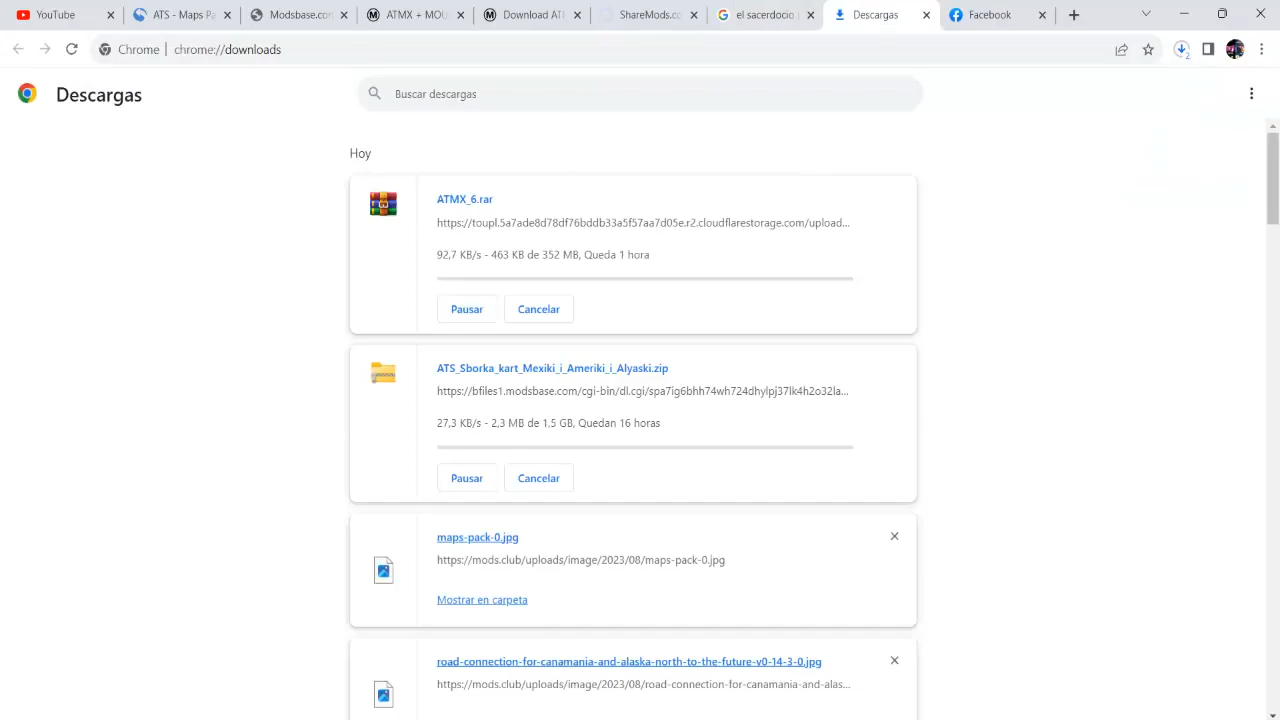 YouTube
ATS - Maps Pa
Modsbase.com
ATMX + MOU
Download AT
ShareMods.co
el sacerdocio
Descargas
Facebook
Chrome
chrome://downloads
2
Descargas
Buscar descargas
Hoy
ATMX_6.rar
https://toupl.5a7ade8d78df76bddb33a5f57aa7d05e.r2.cloudflarestorage.com/upload...
92,7 KB/s - 463 KB de 352 MB, Queda 1 hora
Pausar
Cancelar
ATS_Sborka_kart_Mexiki_i_Ameriki_i_Alyaski.zip
https://bfiles1.modsbase.com/cgi-bin/dl.cgi/spa7ig6bhh74wh724dhylpj37lk4h2o32la...
27,3 KB/s - 2,3 MB de 1,5 GB, Quedan 16 horas
Pausar
Cancelar
maps-pack-0.jpg
https://mods.club/uploads/image/2023/08/maps-pack-0.jpg
Mostrar en carpeta
road-connection-for-canamania-and-alaska-north-to-the-future-v0-14-3-0.jpg
https://mods.club/uploads/image/2023/08/road-connection-for-canamania-and-alas...